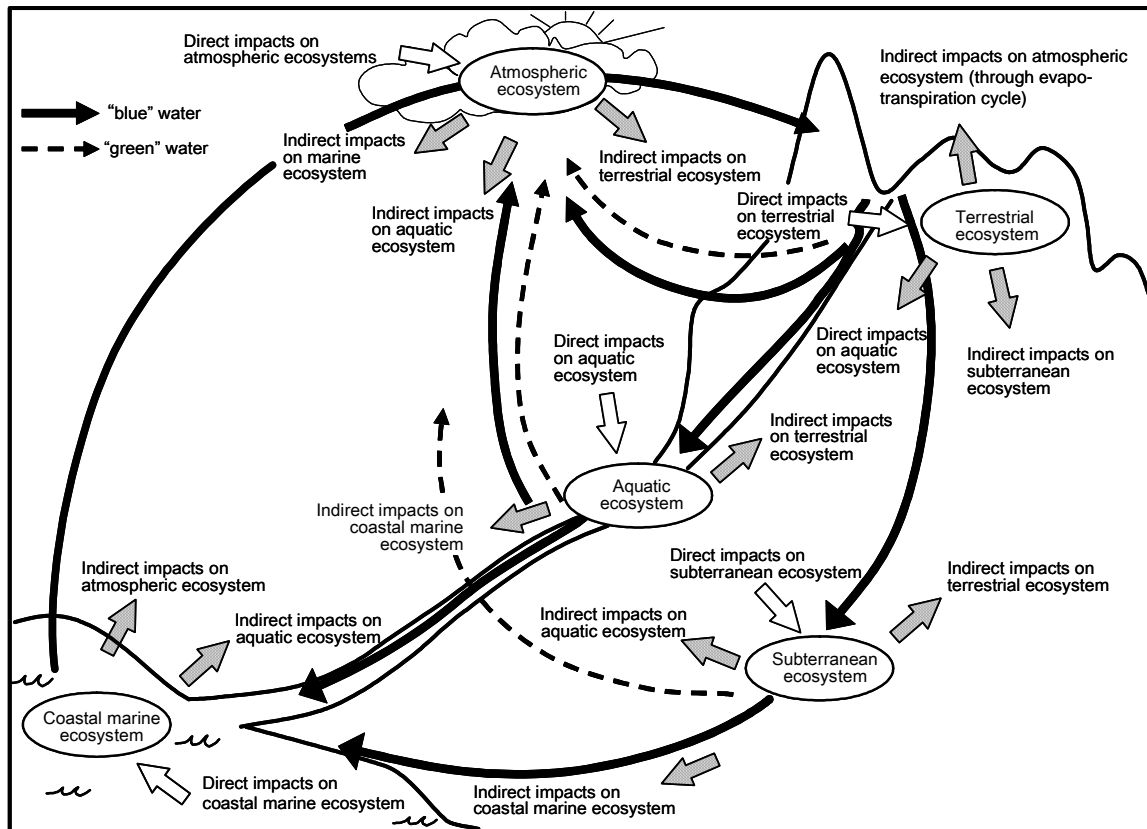 Direct impacts on
atmospheric ecosystems
Atmospheric
ecosystem
Indirect impacts on atmospheric
ecosystem (through evapo-
transpiration cycle)
“blue” water
“green” water
Indirect impacts
on marine
ecosystem
Indirect impacts on
terrestrial ecosystem
Indirect impacts
on aquatic
ecosystem
Direct impacts
on terrestrial
ecosystem
Terrestrial
ecosystem
Direct impacts
on aquatic
ecosystem
Direct impacts
on aquatic
ecosystem
Indirect impacts on
subterranean
ecosystem
Indirect impacts
on terrestrial
ecosystem
Aquatic
ecosystem
Indirect impacts on
coastal marine
ecosystem
Direct impacts on
subterranean ecosystem
Indirect impacts on
terrestrial ecosystem
Indirect impacts on
atmospheric ecosystem
Indirect impacts on
aquatic ecosystem
Indirect impacts on
aquatic ecosystem
Subterranean
ecosystem
Coastal marine
ecosystem
Direct impacts on
coastal marine ecosystem
Indirect impacts on
coastal marine ecosystem